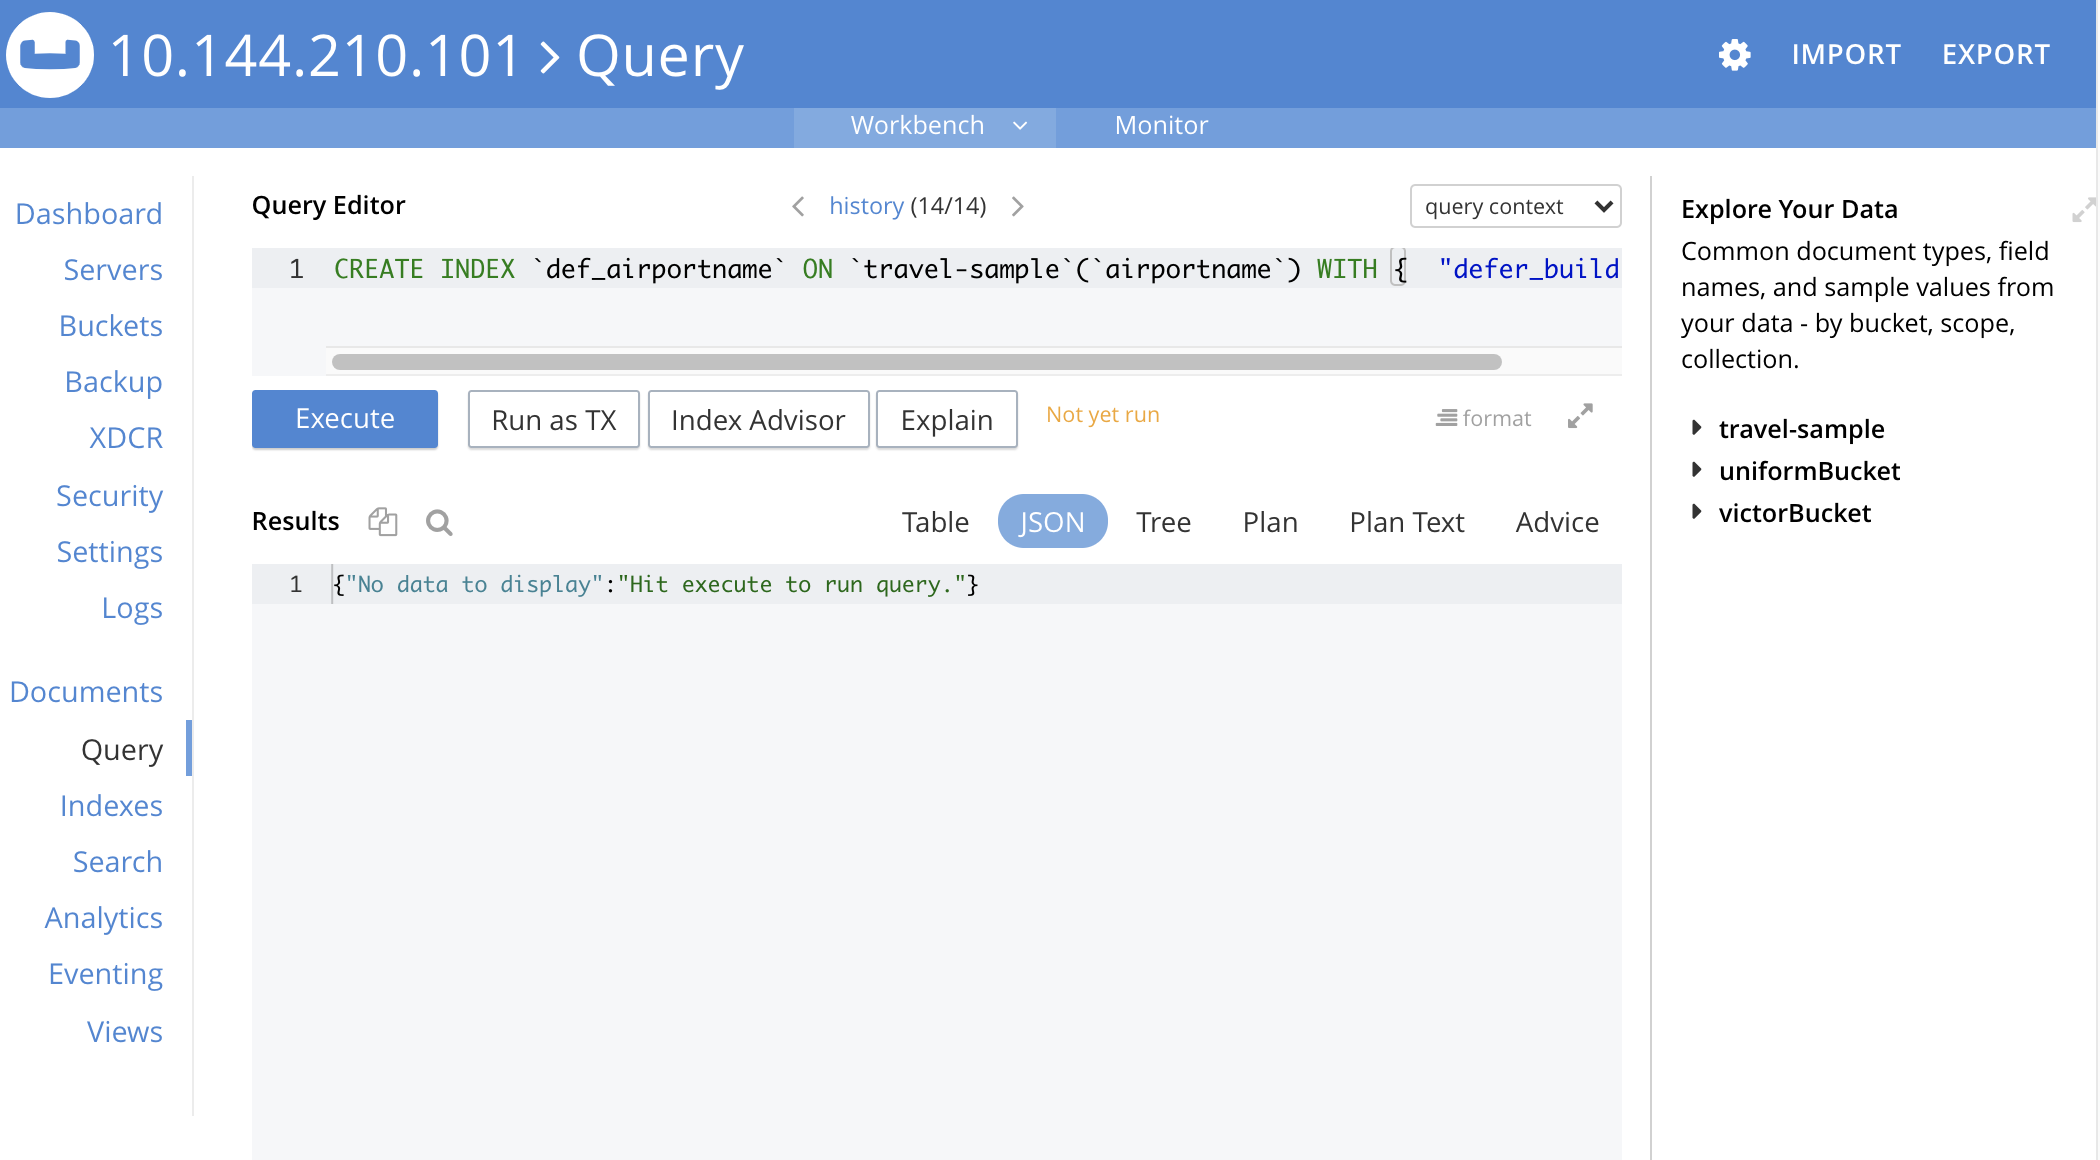 10.144.210.101 > Query
IMPORT EXPORT
Workbench Monitor
Dashboard
Servers
Buckets
Backup
XDCR
Security
Settings
Logs
Documents
Query
Indexes
Search
Analytics
Eventing
Views
Query Editor
history (14/14)
query context
1 CREATE INDEX `def_airportname` ON `travel-sample`(`airportname`) WITH { "defer_build
Execute Run as TX Index Advisor Explain Not yet run format
Results Table JSON Tree Plan Plan Text Advice
1 {"No data to display":"Hit execute to run query."}
Explore Your Data
Common document types, field
names, and sample values from
your data - by bucket, scope,
collection.
travel-sample
uniformBucket
victorBucket